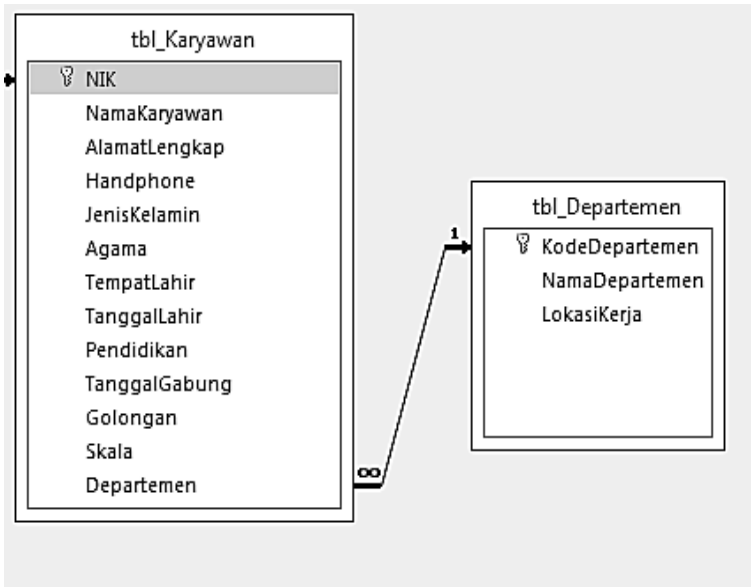 tbl_Karyawan
NIK
NamaKaryawan
AlamatLengkap
Handphone
JenisKelamin
Agama
TempatLahir
TanggalLahir
Pendidikan
TanggalGabung
Golongan
Skala
Departemen
∞
1
tbl_Departemen
KodeDepartemen
NamaDepartemen
LokasiKerja